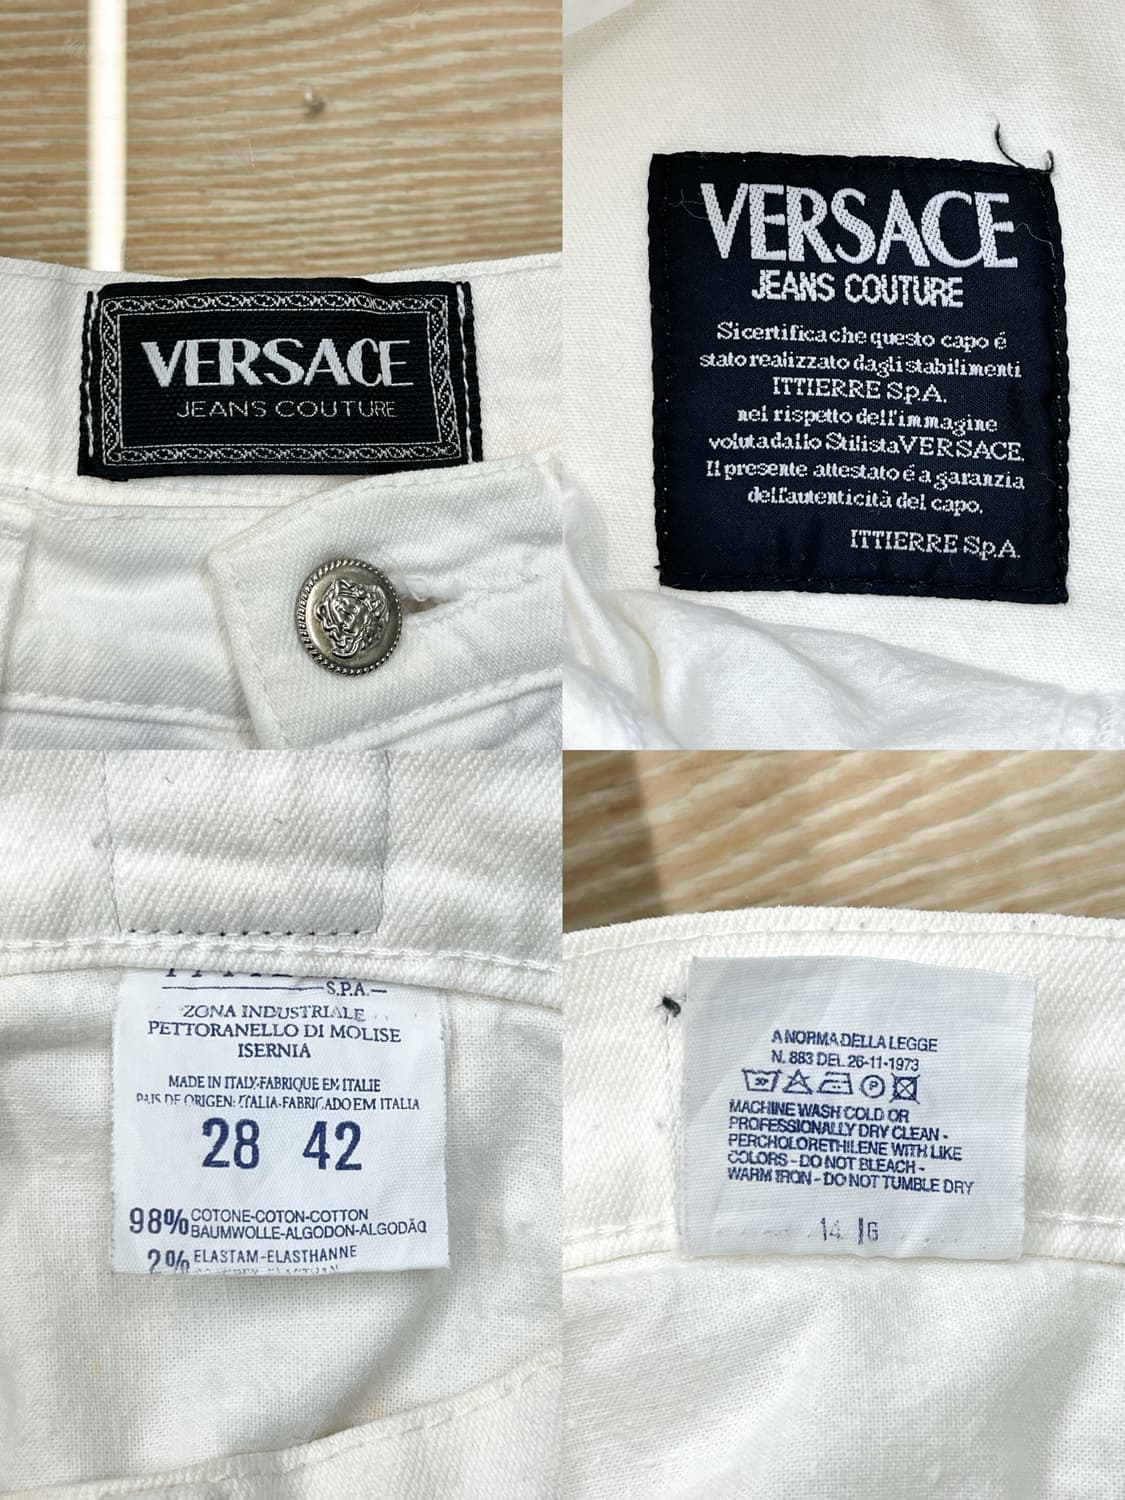 VERSACE
JEANS COUTURE
VERSACE
JEANS COUTURE
Si certifica che questo capo é
stato realizzato dagli stabilimenti
ITTIERRE SpA.
nel rispetto dell'immagine
voluta dallo Stilista VERSACE.
Il presente attestato é a garanzia
dell'autenticità del capo.
ITTIERRE SpA.
S.P.A.
ZONA INDUSTRIALE
PETTORANELLO DI MOLISE
ISERNIA
MADE IN ITALY-FABRIQUE EN ITALIE
PAIS DE ORIGEN: ITALIA-FABRICADO EM ITALIA
28 42
98% COTONE-COTON-COTTON
BAUMWOLLE-ALGODON-ALGODÃO
2% ELASTAM-ELASTHANNE
A NORMA DELLA LEGGE
N. 883 DEL 26-11-1973
30° P
MACHINE WASH COLD OR
PROFESSIONALLY DRY CLEAN -
PERCHOLORETHILENE WITH LIKE
COLORS - DO NOT BLEACH -
WARM IRON - DO NOT TUMBLE DRY
14 G